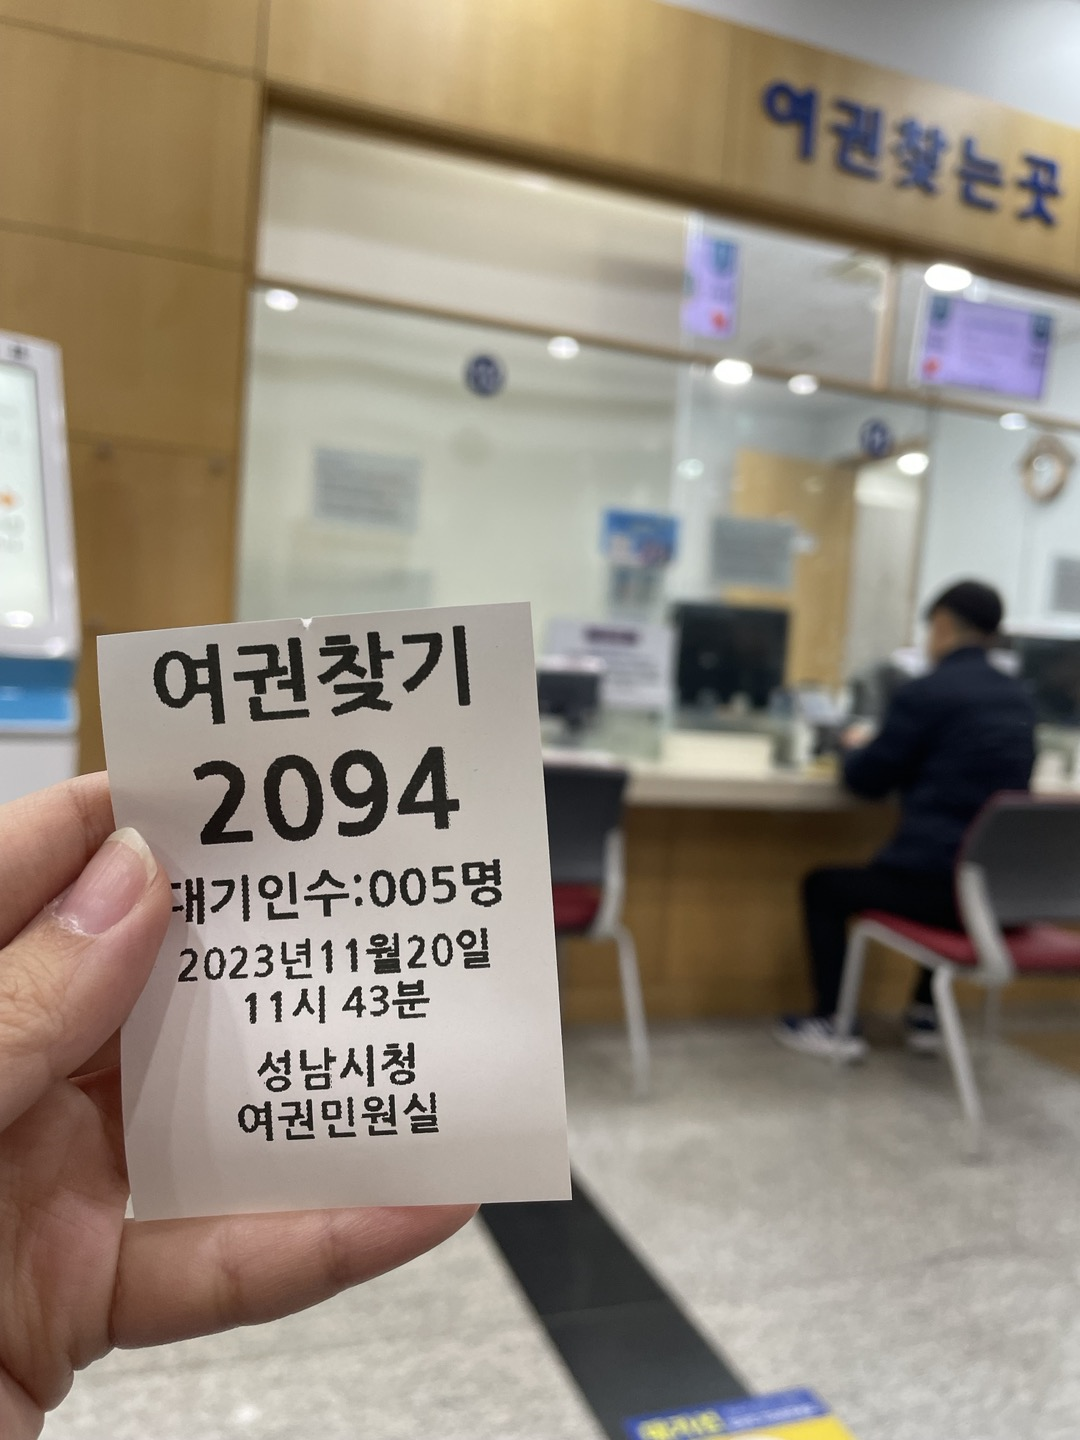 여권찾는곳
여권찾기
2094
대기인수:005명
2023년11월20일
11시 43분
성남시청
여권민원실